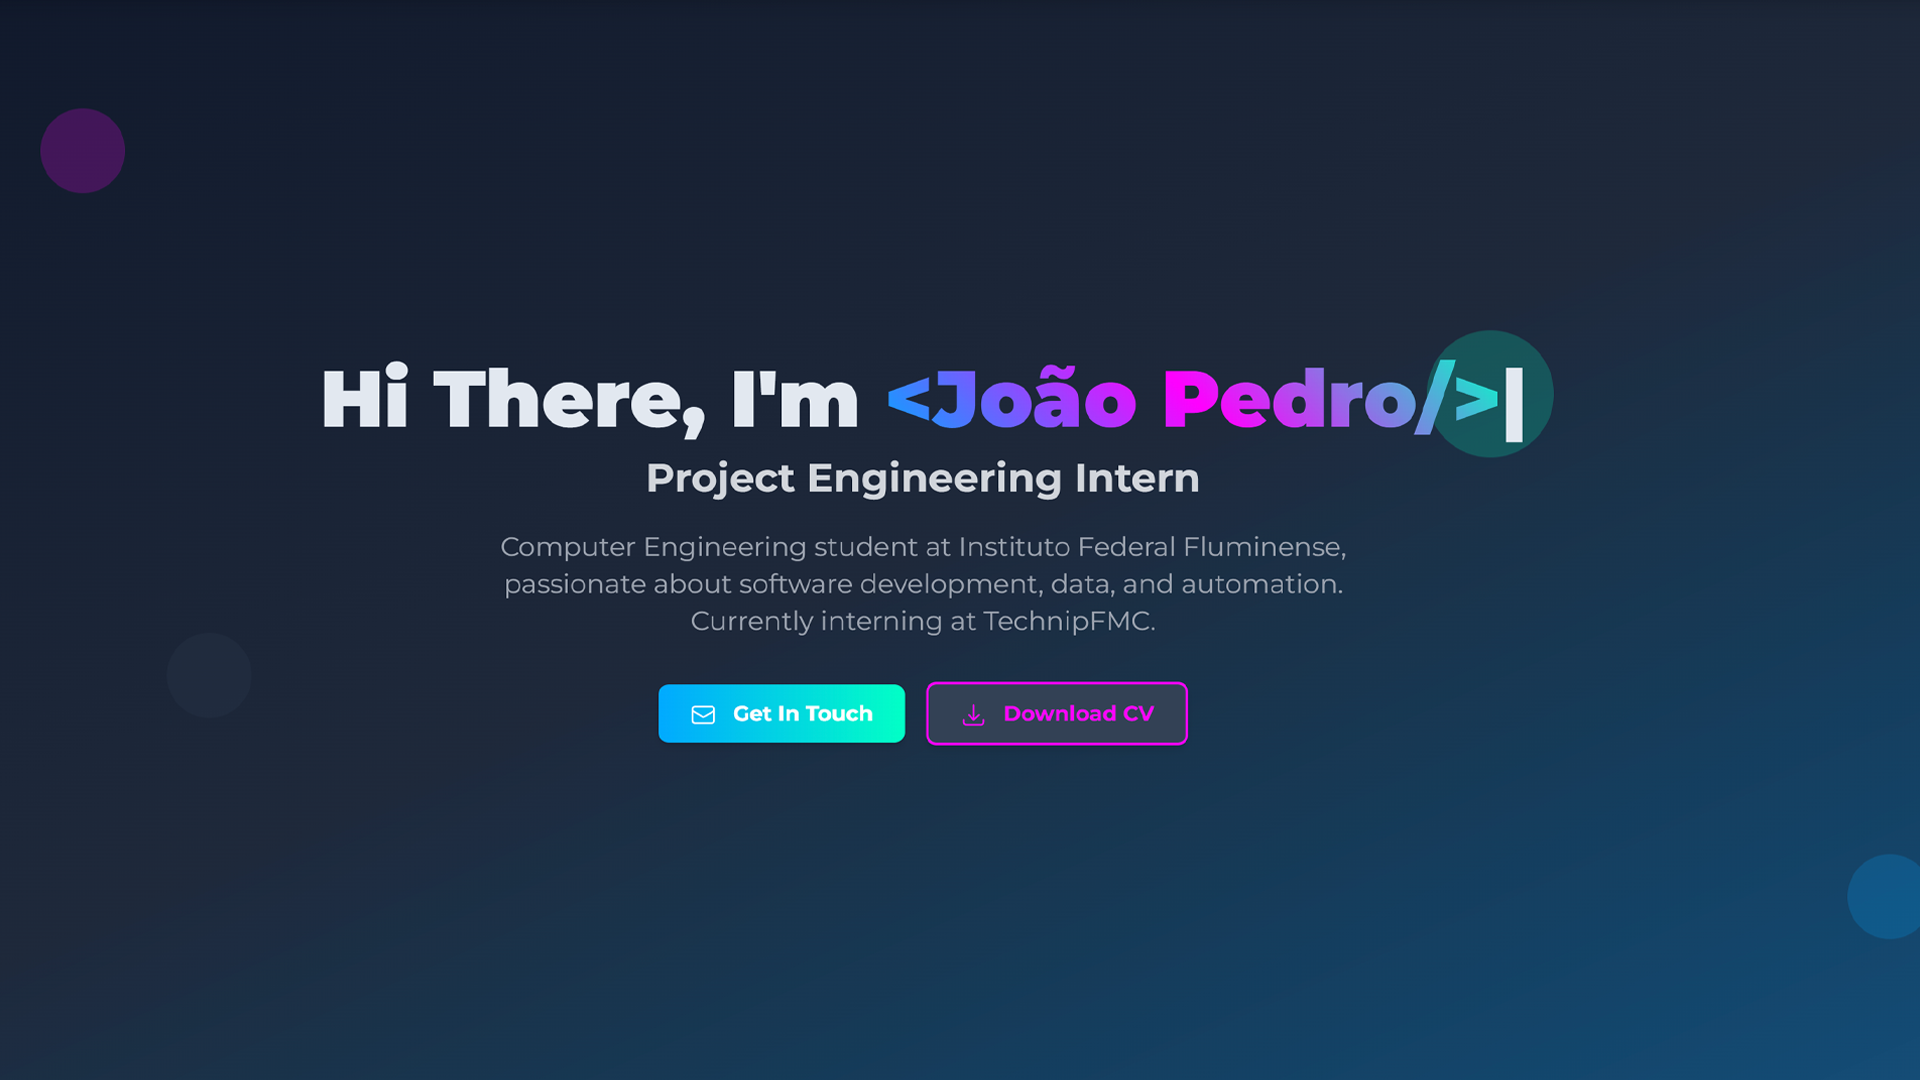 Hi There, I'm <João Pedro/>|
Project Engineering Intern
Computer Engineering student at Instituto Federal Fluminense,
passionate about software development, data, and automation.
Currently interning at TechnipFMC.
Get In Touch
Download CV